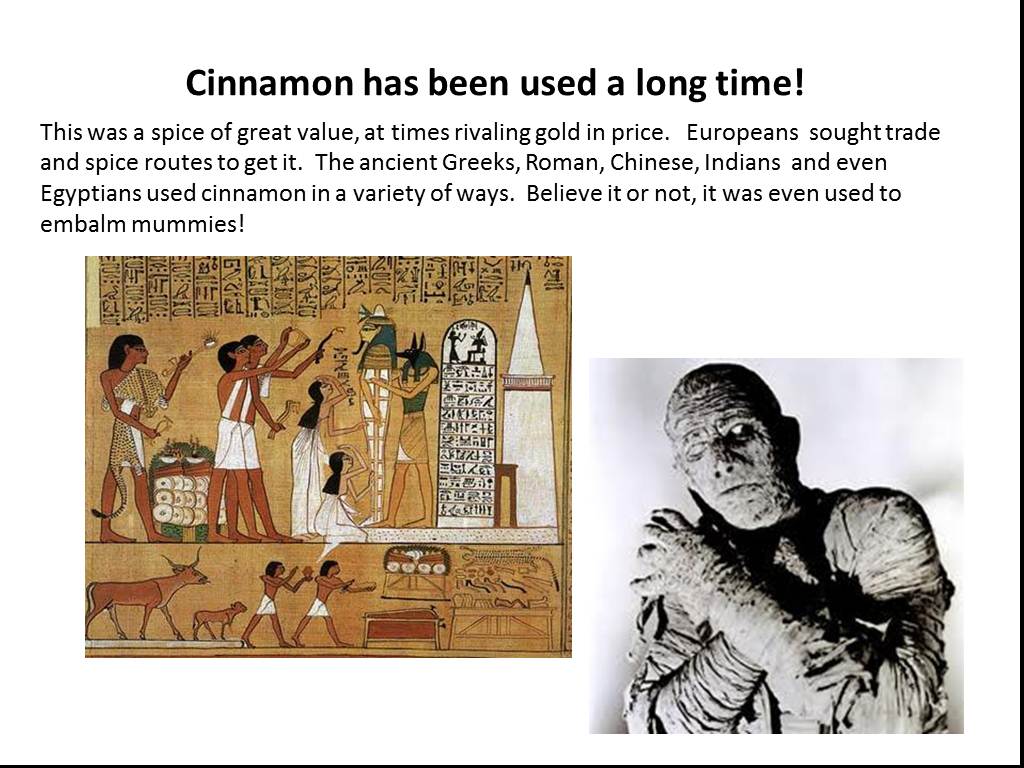 Cinnamon has been used a long time!
This was a spice of great value, at times rivaling gold in price.   Europeans  sought trade
and spice routes to get it.  The ancient Greeks, Roman, Chinese, Indians  and even
Egyptians used cinnamon in a variety of ways.  Believe it or not, it was even used to
embalm mummies!